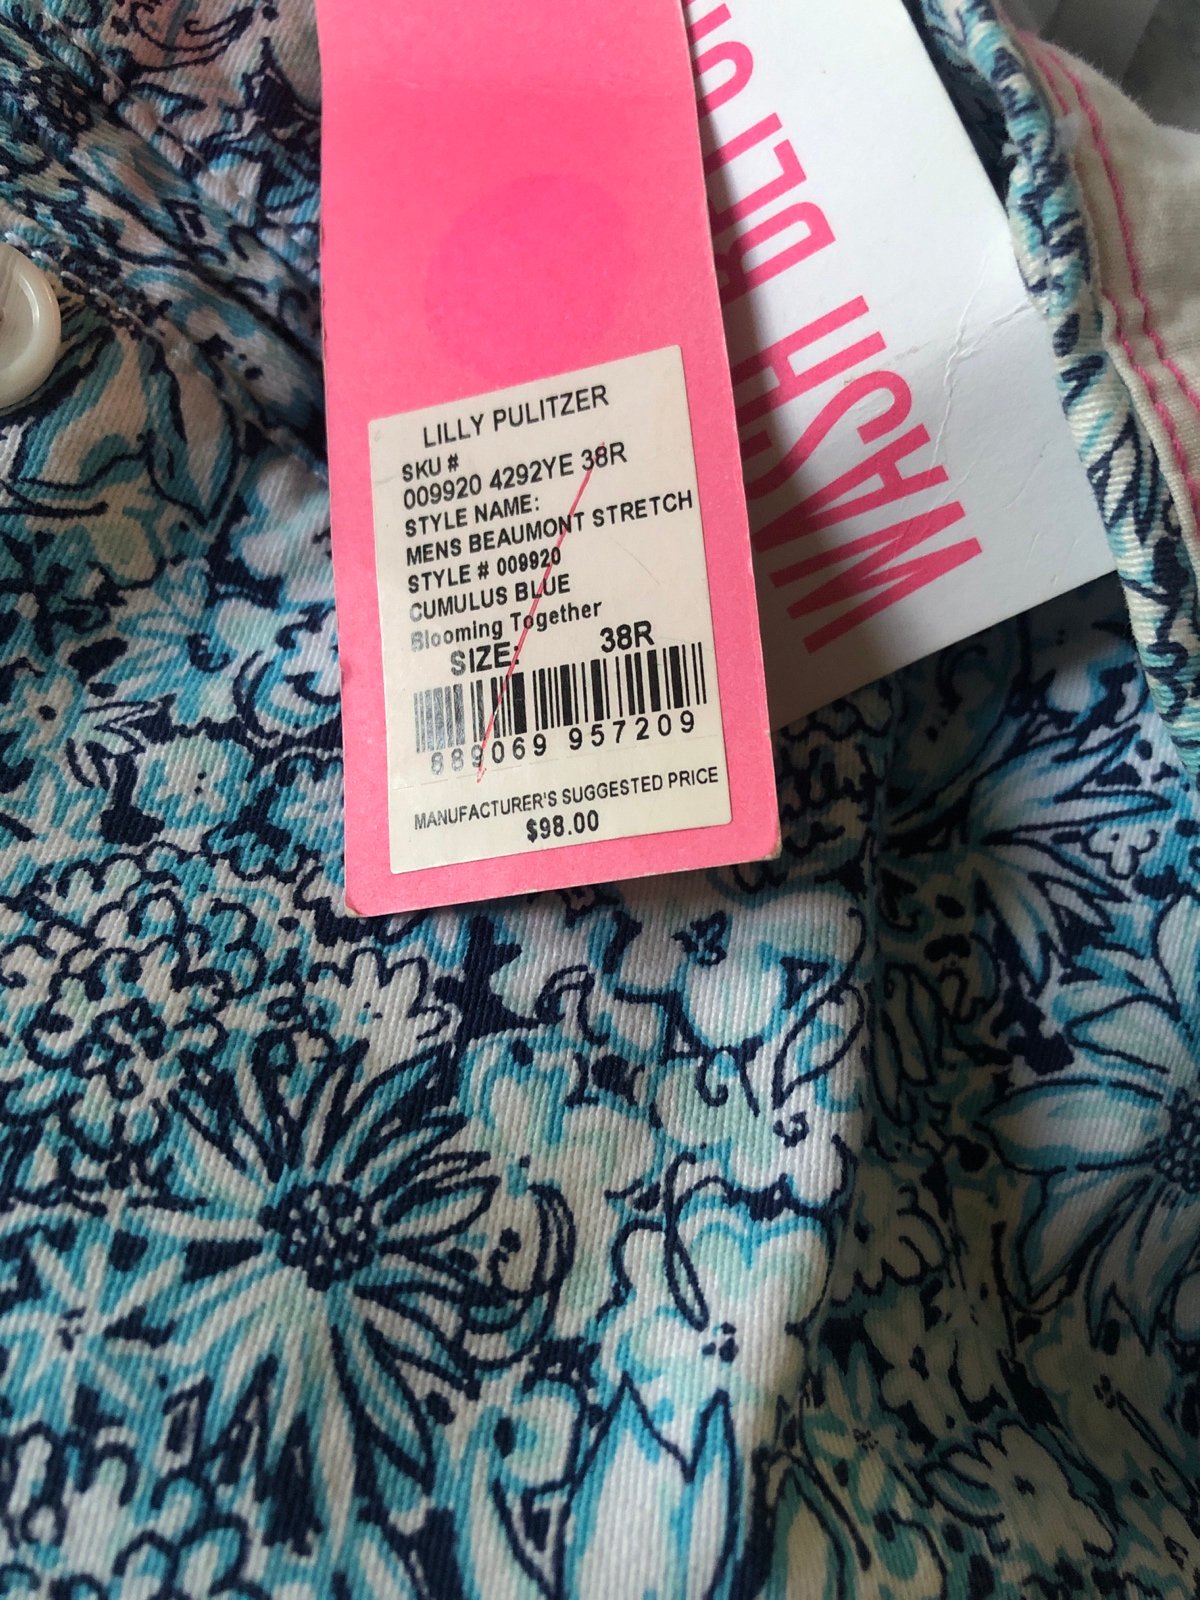 LILLY PULITZER
SKU #
009920 4292YE 38R
STYLE NAME:
MENS BEAUMONT STRETCH
STYLE # 009920
CUMULUS BLUE
Blooming Together
SIZE: 38R
889069 957209
MANUFACTURER'S SUGGESTED PRICE
$98.00
WASH